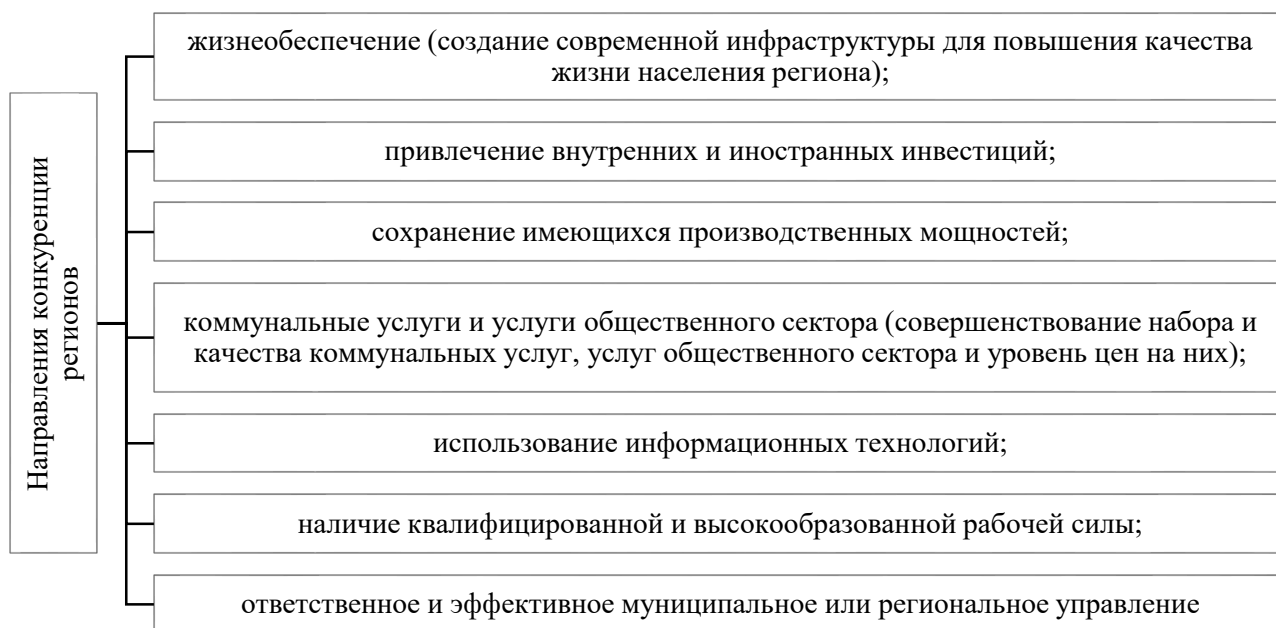 Направления конкуренции
регионов
жизнеобеспечение (создание современной инфраструктуры для повышения качества
жизни населения региона);
привлечение внутренних и иностранных инвестиций;
сохранение имеющихся производственных мощностей;
коммунальные услуги и услуги общественного сектора (совершенствование набора и
качества коммунальных услуг, услуг общественного сектора и уровень цен на них);
использование информационных технологий;
наличие квалифицированной и высокообразованной рабочей силы;
ответственное и эффективное муниципальное или региональное управление